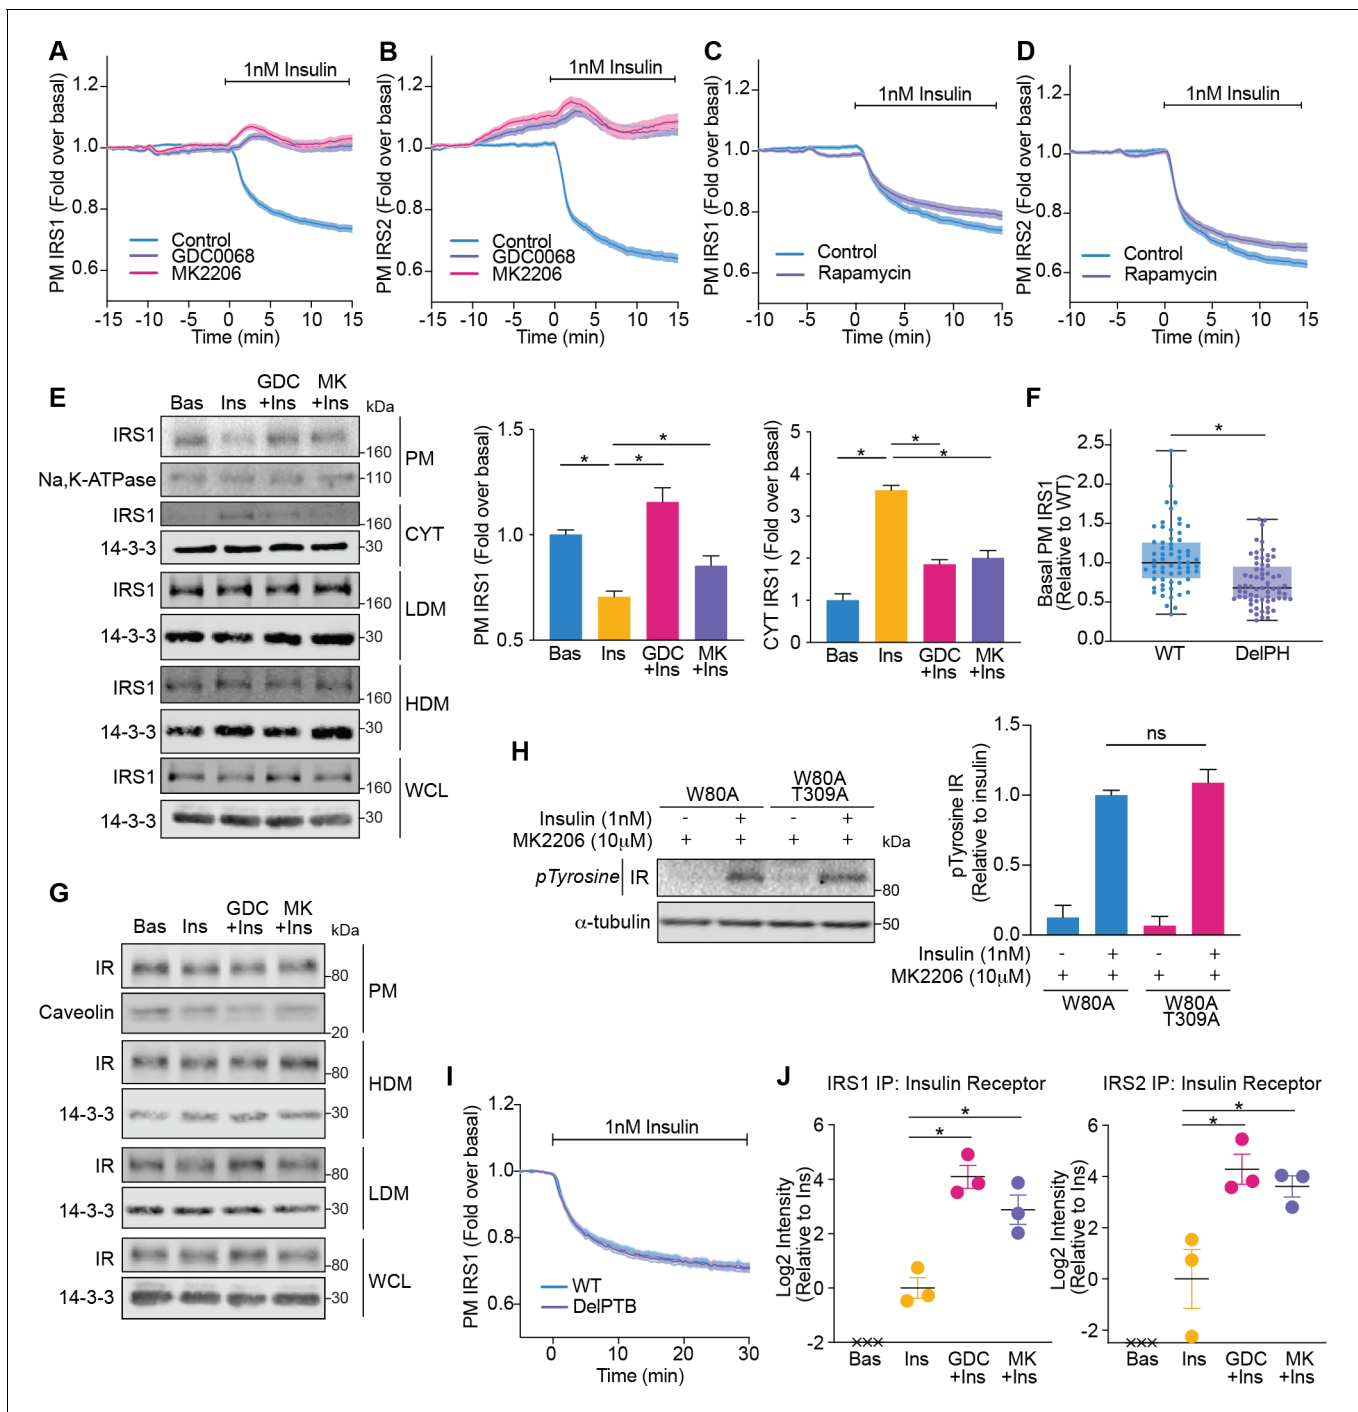 A
PM IRS1 (Fold over basal)
1nM Insulin
1.2
1.0
0.8
0.6
Control
GDC0068
MK2206
-15 -10 -5 0 5 10 15
Time (min)
B
PM IRS2 (Fold over basal)
1nM Insulin
1.2
1.0
0.8
0.6
Control
GDC0068
MK2206
-15 -10 -5 0 5 10 15
Time (min)
C
PM IRS1 (Fold over basal)
1nM Insulin
1.2
1.0
0.8
0.6
Control
Rapamycin
-10 -5 0 5 10 15
Time (min)
D
PM IRS2 (Fold over basal)
1nM Insulin
1.2
1.0
0.8
0.6
Control
Rapamycin
-10 -5 0 5 10 15
Time (min)
E
GDC MK
Bas Ins +Ins +Ins kDa
IRS1 160
PM
Na,K-ATPase 110
IRS1 160
CYT
14-3-3 30
IRS1 160
LDM
14-3-3 30
IRS1 160
HDM
14-3-3 30
IRS1 160
WCL
14-3-3 30
PM IRS1 (Fold over basal)
1.5
1.0
0.5
* * *
Bas Ins GDC MK
+Ins +Ins
CYT IRS1 (Fold over basal)
5
4
3
2
1
0
* * *
Bas Ins GDC MK
+Ins +Ins
F
Basal PM IRS1
(Relative to WT)
2.5
2.0
1.5
1.0
0.5
0.0
*
WT DelPH
G
GDC MK
Bas Ins +Ins +Ins kDa
IR 80
PM
Caveolin 20
IR 80
HDM
14-3-3 30
IR 80
LDM
14-3-3 30
IR 80
WCL
14-3-3 30
H
W80A
W80A T309A
Insulin (1nM) - + - +
MK2206 (10μM) + + + + kDa
pTyrosine IR 80
α-tubulin 50
pTyrosine IR
(Relative to insulin)
1.5
1.0
0.5
0.0
ns
Insulin (1nM) - + - +
MK2206 (10μM) + + + +
W80A W80A
T309A
I
PM IRS1 (Fold over basal)
1.2
1.0
0.8
0.6
1nM Insulin
WT
DelPTB
0 10 20 30
Time (min)
J
IRS1 IP: Insulin Receptor
Log2 Intensity
(Relative to Ins)
6
4
2
0
-2
* *
Bas Ins GDC MK
+Ins +Ins
IRS2 IP: Insulin Receptor
Log2 Intensity
(Relative to Ins)
6
4
2
0
-2
* *
Bas Ins GDC MK
+Ins +Ins